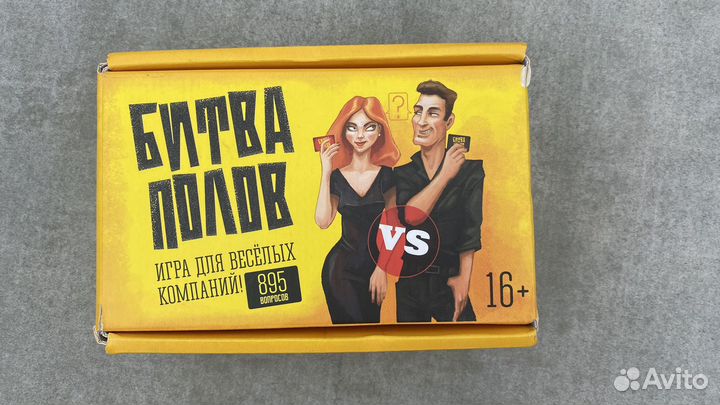 БИТВА
ПОЛОВ
ИГРА ДЛЯ ВЕСЁЛЫХ
КОМПАНИЙ!
895
ВОПРОСОВ
?
VS
16+
Avito